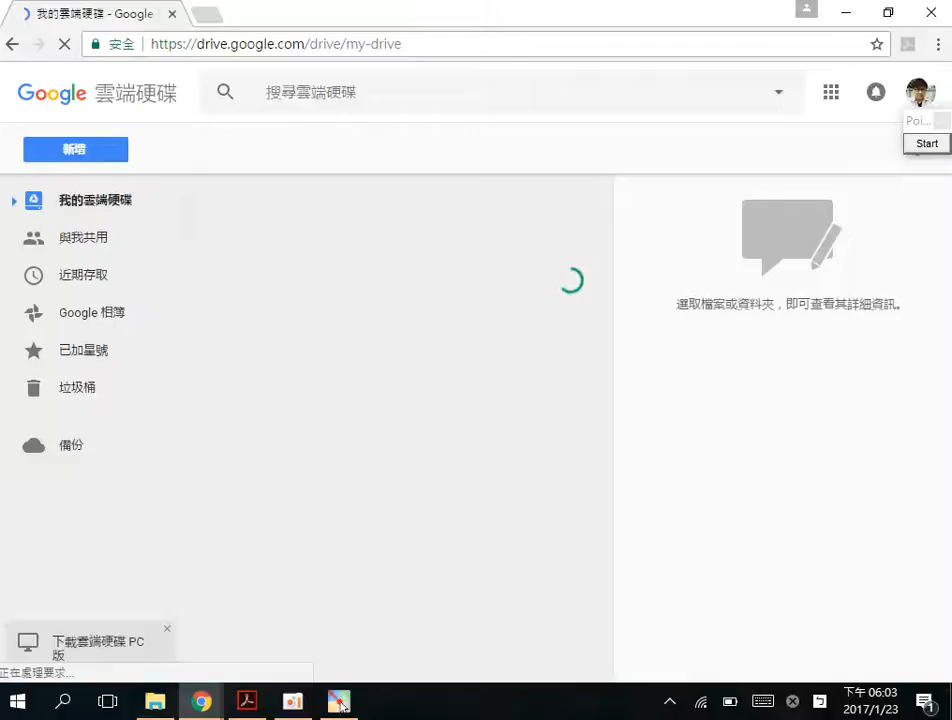 我的雲端硬碟 - Google
安全 https://drive.google.com/drive/my-drive
Google 雲端硬碟
搜尋雲端硬碟
Poi...
Start
新增
我的雲端硬碟
與我共用
近期存取
Google 相簿
已加星號
垃圾桶
備份
選取檔案或資料夾，即可查看其詳細資訊。
下載雲端硬碟 PC
版
正在處理要求...
下午 06:03
2017/1/23
1